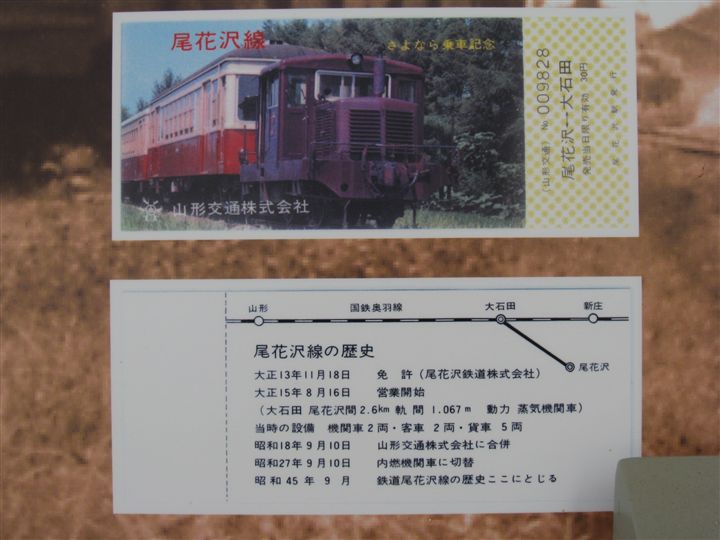 尾花沢線
さよなら乗車記念
山形交通株式会社
(山形交通) No. 009828
尾花沢↔大石田
発売当日限り有効 30円
尾花沢駅発行
山形 国鉄奥羽線 大石田 新庄
尾花沢
尾花沢線の歴史
大正13年11月18日 免許(尾花沢鉄道株式会社)
大正15年8月16日 営業開始
(大石田 尾花沢間2.6km 軌間 1.067m 動力 蒸気機関車)
当時の設備 機関車2両・客車 2両・貨車 5両
昭和18年9月10日 山形交通株式会社に合併
昭和27年9月10日 内燃機関車に切替
昭和45年9月 鉄道尾花沢線の歴史ここにとじる